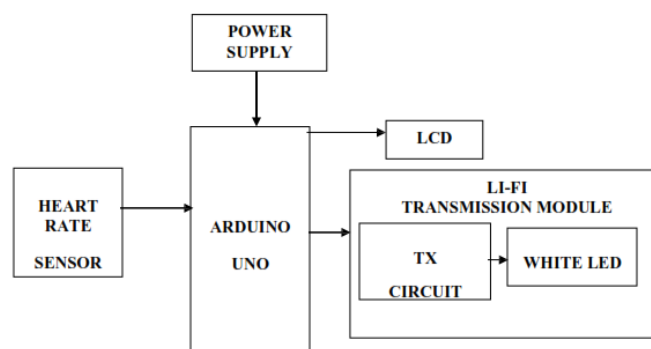 POWER
SUPPLY
LCD
HEART
RATE
SENSOR
ARDUINO
UNO
LI-FI
TRANSMISSION MODULE
TX
CIRCUIT
WHITE LED